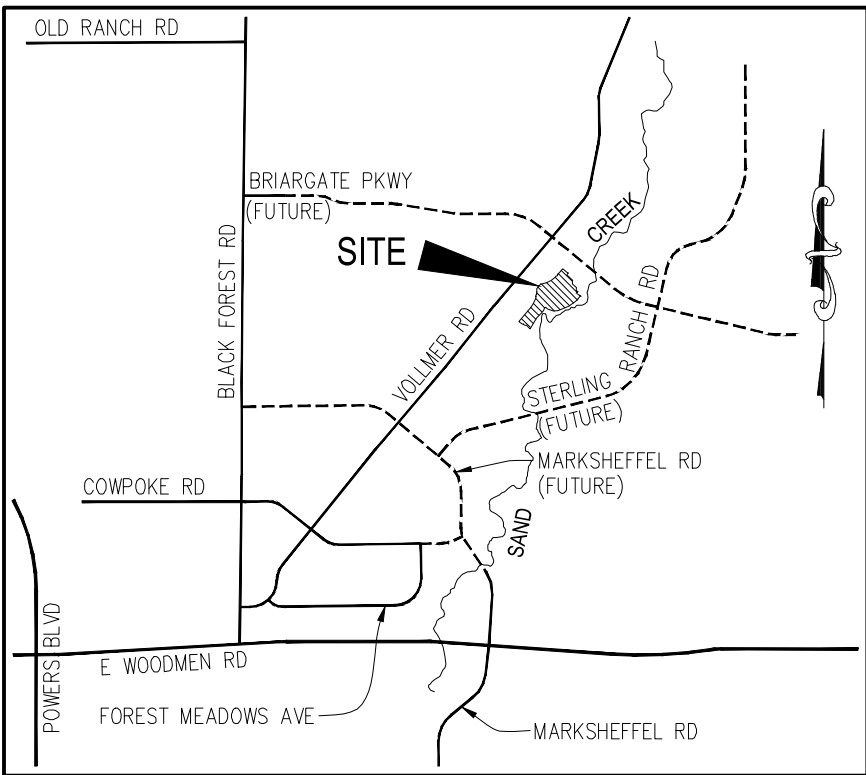 OLD RANCH RD
BRIARGATE PKWY
(FUTURE)
CREEK
SITE
BLACK FOREST RD
VOLLMER RD
STERLING RANCH RD
(FUTURE)
MARKSHEFFEL RD
(FUTURE)
COWPOKE RD
SAND
POWERS BLVD
E WOODMEN RD
FOREST MEADOWS AVE
MARKSHEFFEL RD